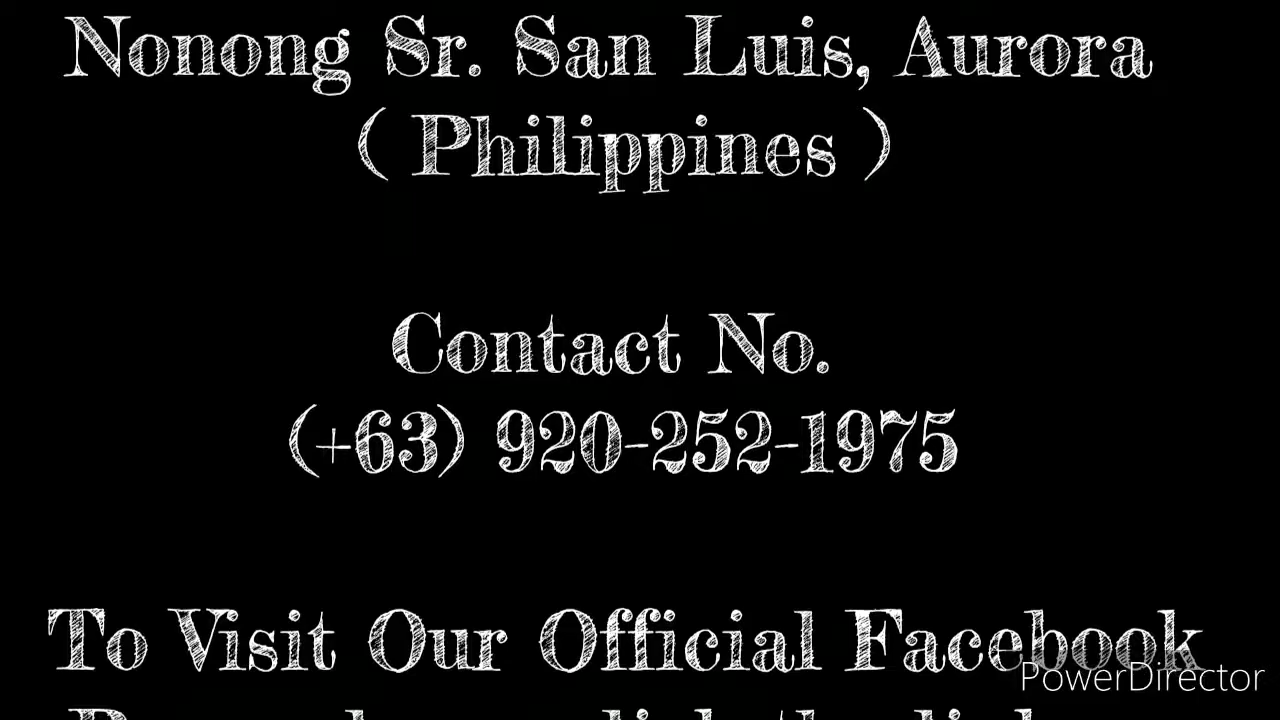 Nonong Sr. San Luis, Aurora
( Philippines )
Contact No.
(+63) 920-252-1975
To Visit Our Official Facebook
PowerDirector